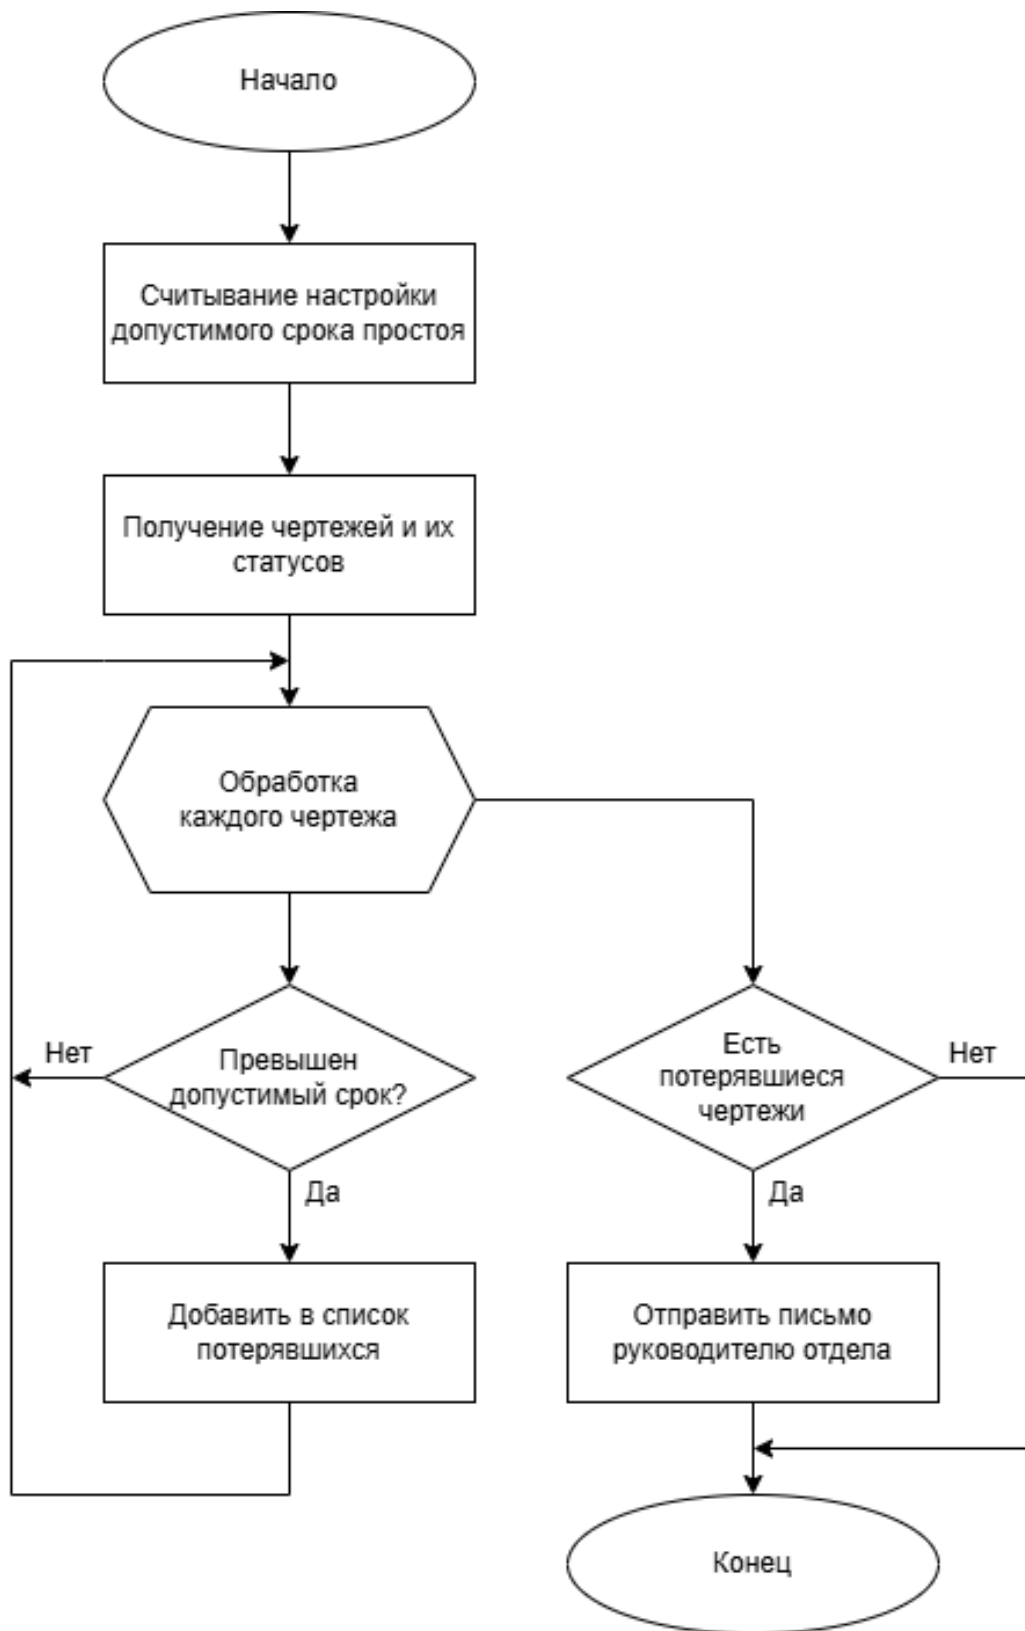 Начало
Считывание настройки
допустимого срока простоя
Получение чертежей и их
статусов
Обработка
каждого чертежа
Нет
Превышен
допустимый срок?
Да
Добавить в список
потерявшихся
Есть
потерявшиеся
чертежи
Нет
Да
Отправить письмо
руководителю отдела
Конец